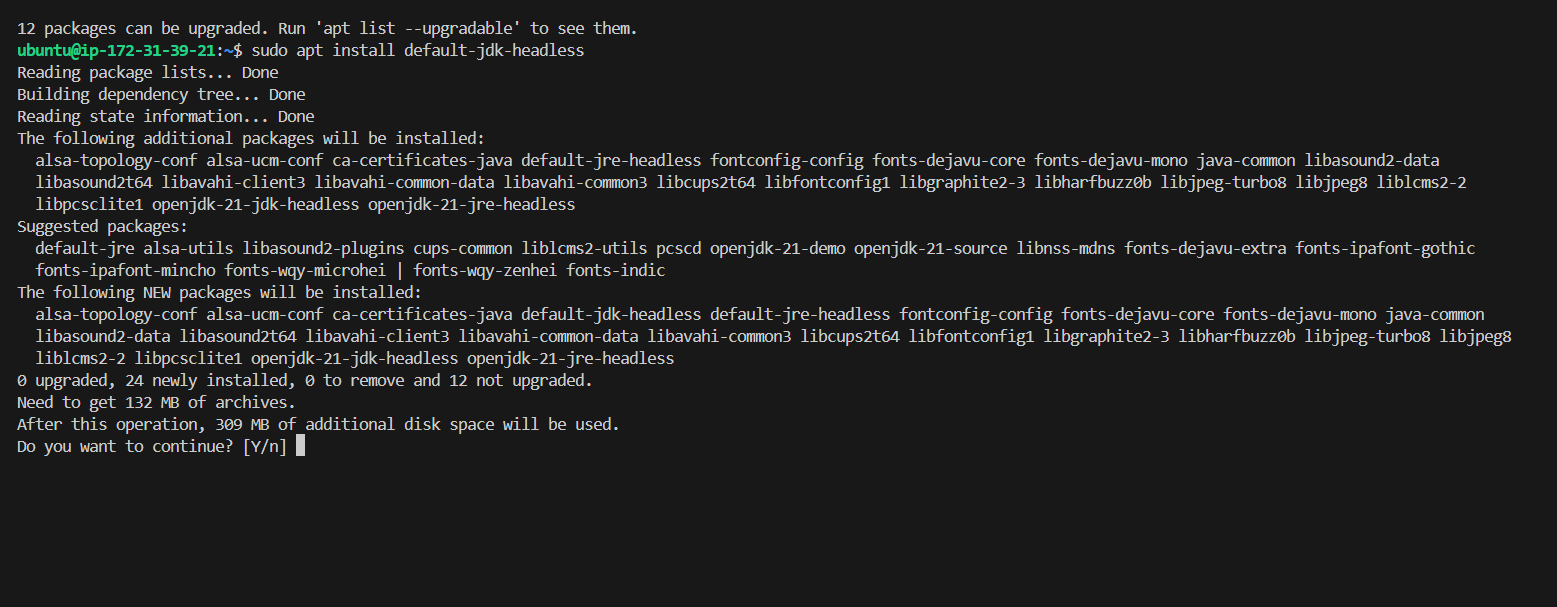 12 packages can be upgraded. Run 'apt list --upgradable' to see them.
ubuntu@ip-172-31-39-21:~$ sudo apt install default-jdk-headless
Reading package lists... Done
Building dependency tree... Done
Reading state information... Done
The following additional packages will be installed:
  alsa-topology-conf alsa-ucm-conf ca-certificates-java default-jre-headless fontconfig-config fonts-dejavu-core fonts-dejavu-mono java-common libasound2-data
  libasound2t64 libavahi-client3 libavahi-common-data libavahi-common3 libcups2t64 libfontconfig1 libgraphite2-3 libharfbuzz0b libjpeg-turbo8 libjpeg8 liblcms2-2
  libpcsclite1 openjdk-21-jdk-headless openjdk-21-jre-headless
Suggested packages:
  default-jre alsa-utils libasound2-plugins cups-common liblcms2-utils pcscd openjdk-21-demo openjdk-21-source libnss-mdns fonts-dejavu-extra fonts-ipafont-gothic
  fonts-ipafont-mincho fonts-wqy-microhei | fonts-wqy-zenhei fonts-indic
The following NEW packages will be installed:
  alsa-topology-conf alsa-ucm-conf ca-certificates-java default-jdk-headless default-jre-headless fontconfig-config fonts-dejavu-core fonts-dejavu-mono java-common
  libasound2-data libasound2t64 libavahi-client3 libavahi-common-data libavahi-common3 libcups2t64 libfontconfig1 libgraphite2-3 libharfbuzz0b libjpeg-turbo8 libjpeg8
  liblcms2-2 libpcsclite1 openjdk-21-jdk-headless openjdk-21-jre-headless
0 upgraded, 24 newly installed, 0 to remove and 12 not upgraded.
Need to get 132 MB of archives.
After this operation, 309 MB of additional disk space will be used.
Do you want to continue? [Y/n]